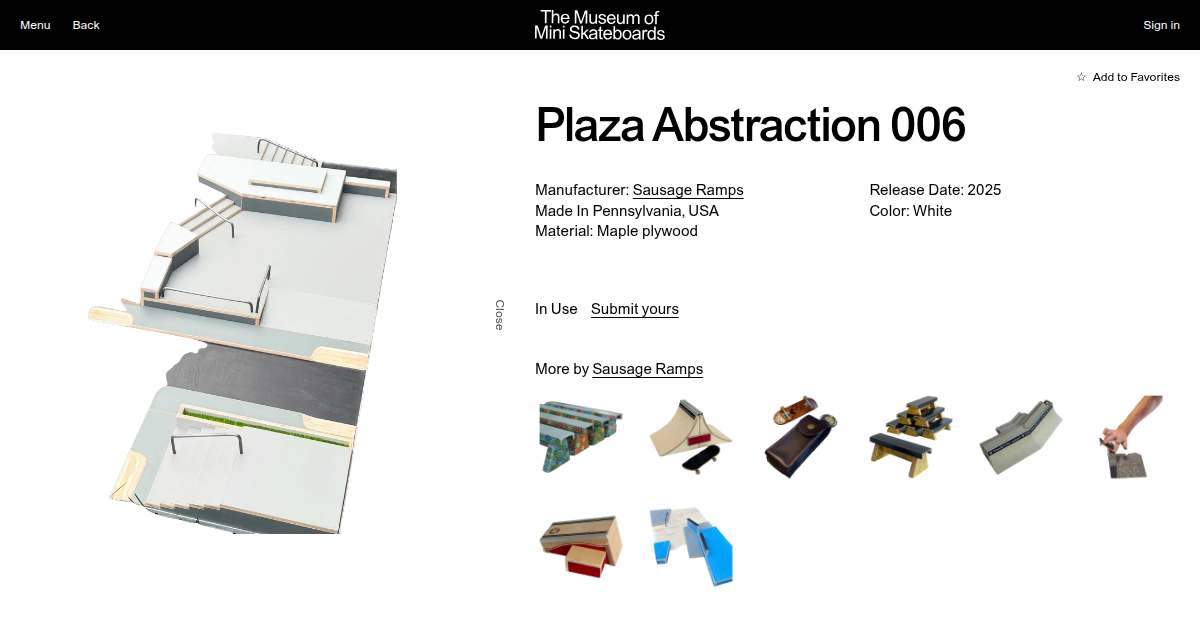 Menu
Back
The Museum of
Mini Skateboards
Sign in
☆ Add to Favorites
Plaza Abstraction 006
Manufacturer: Sausage Ramps
Made In Pennsylvania, USA
Material: Maple plywood
Release Date: 2025
Color: White
Close
In Use Submit yours
More by Sausage Ramps